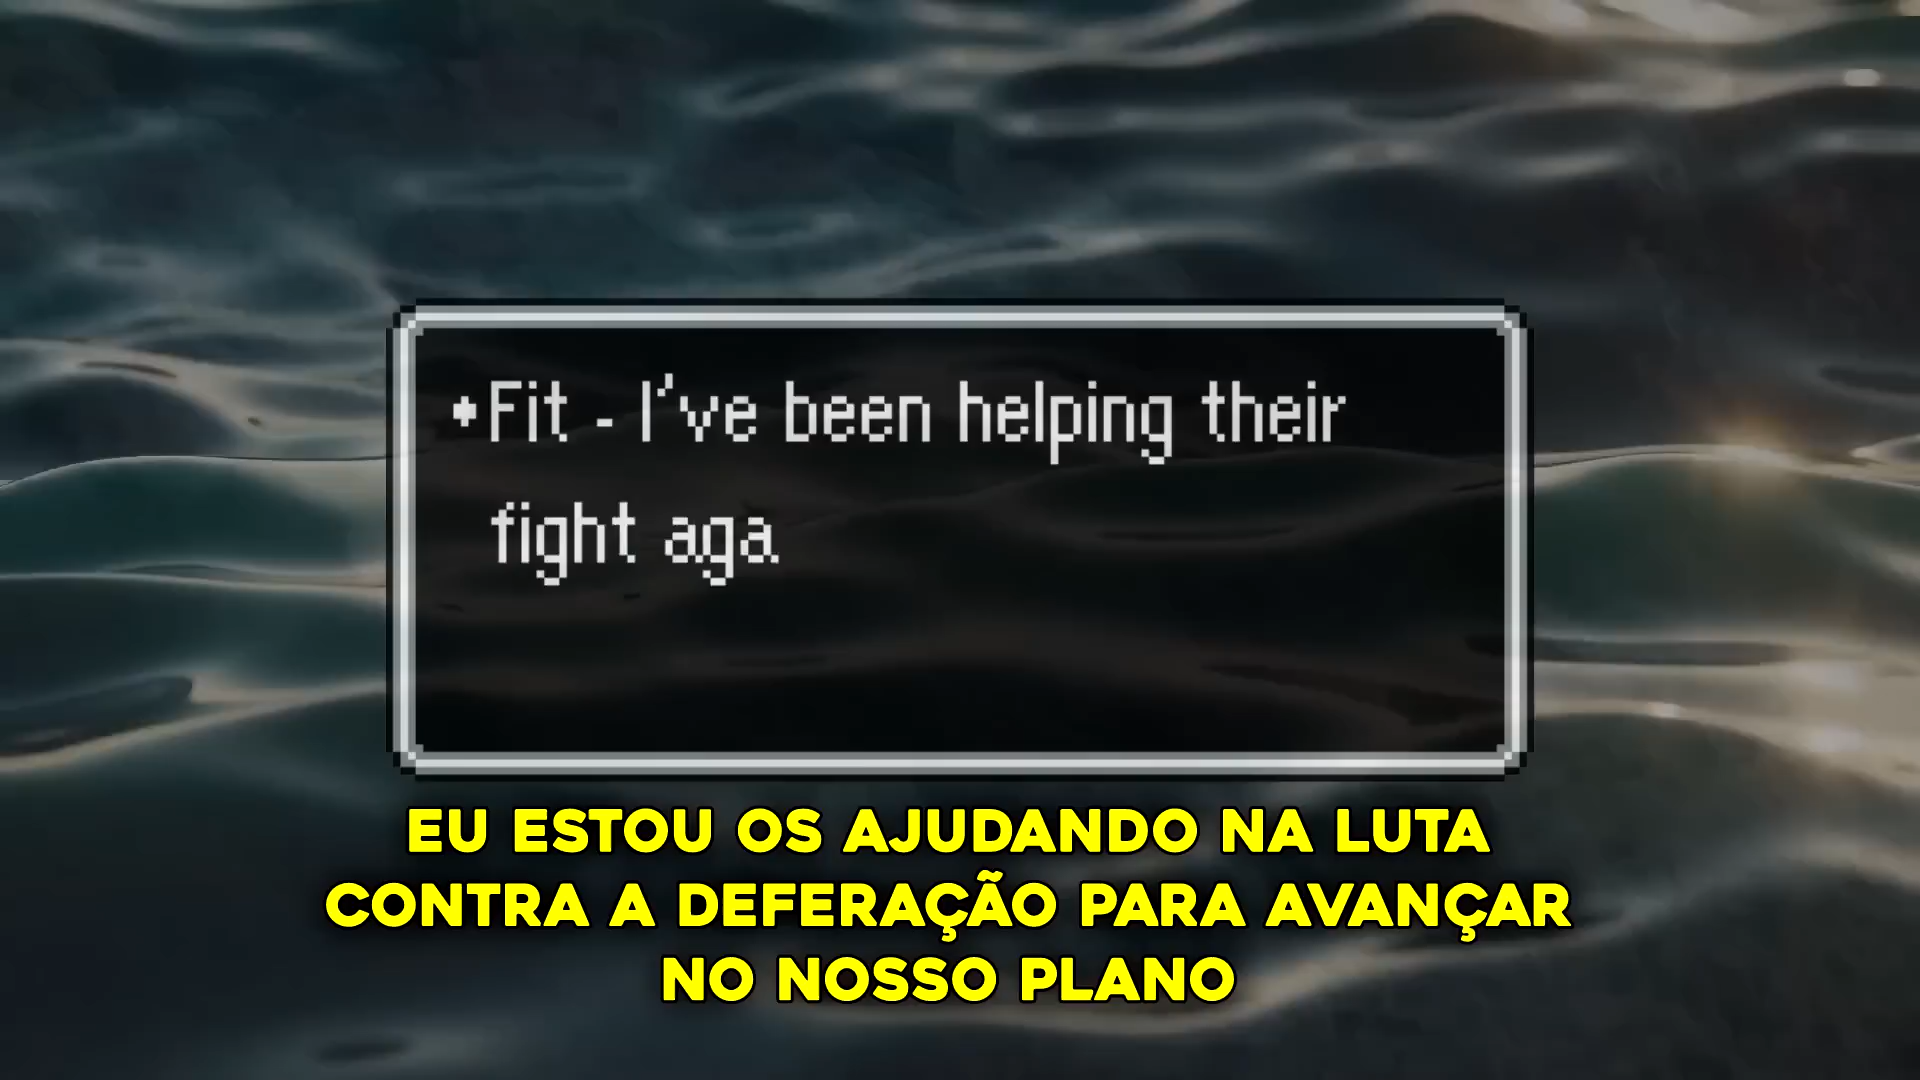 Fit - I've been helping their
fight aga
EU ESTOU OS AJUDANDO NA LUTA
CONTRA A DEFERAÇÃO PARA AVANÇAR
NO NOSSO PLANO